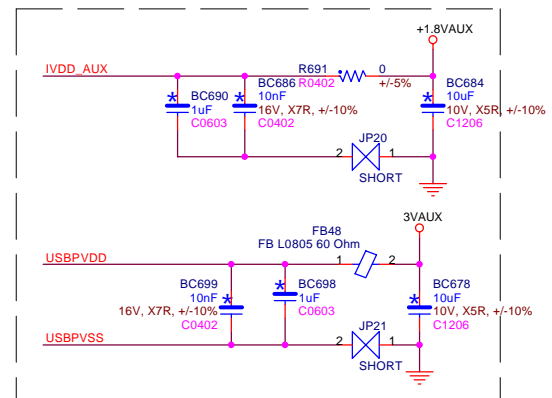 +1.8VAUX
IVDD_AUX
R691 0
R0402 +/-5%
BC690
1uF
C0603
BC686
10nF
16V, X7R, +/-10%
C0402
BC684
10uF
10V, X5R, +/-10%
C1206
JP20
2 1
SHORT
3VAUX
FB48
FB L0805 60 Ohm
USBPVDD
1 2
BC699
10nF
16V, X7R, +/-10%
C0402
BC698
1uF
C0603
BC678
10uF
10V, X5R, +/-10%
C1206
USBPVSS
JP21
2 1
SHORT